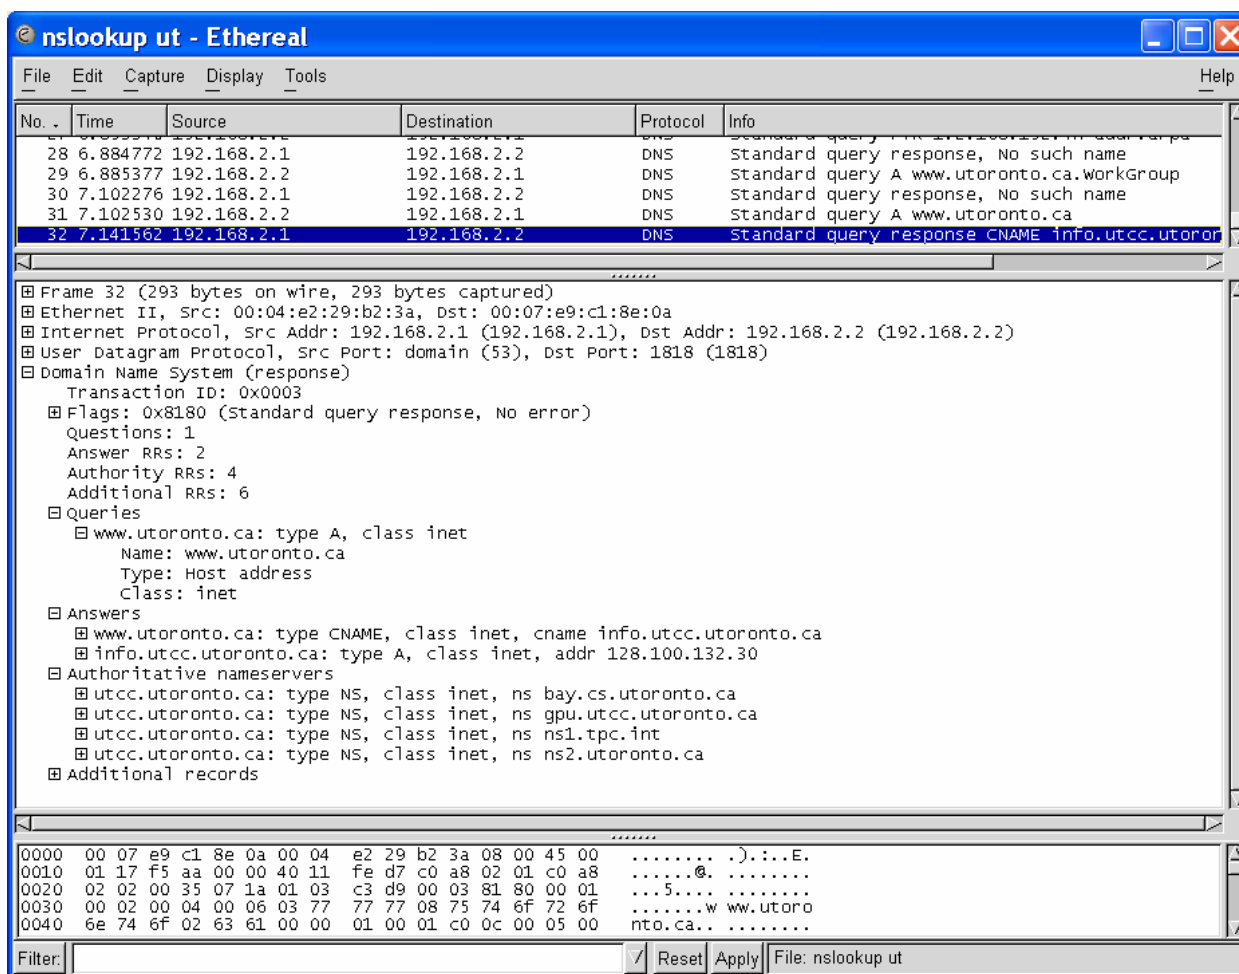 nslookup ut - Ethereal
File Edit Capture Display Tools Help
No. . Time Source Destination Protocol Info
28 6.884772 192.168.2.1 192.168.2.2 DNS Standard query response, No such name
29 6.885377 192.168.2.2 192.168.2.1 DNS Standard query A www.utoronto.ca.WorkGroup
30 7.102276 192.168.2.1 192.168.2.2 DNS Standard query response, No such name
31 7.102530 192.168.2.2 192.168.2.1 DNS Standard query A www.utoronto.ca
32 7.141562 192.168.2.1 192.168.2.2 DNS Standard query response CNAME info.utcc.utoron
Frame 32 (293 bytes on wire, 293 bytes captured)
Ethernet II, Src: 00:04:e2:29:b2:3a, Dst: 00:07:e9:c1:8e:0a
Internet Protocol, Src Addr: 192.168.2.1 (192.168.2.1), Dst Addr: 192.168.2.2 (192.168.2.2)
User Datagram Protocol, Src Port: domain (53), Dst Port: 1818 (1818)
Domain Name System (response)
Transaction ID: 0x0003
Flags: 0x8180 (Standard query response, No error)
Questions: 1
Answer RRs: 2
Authority RRs: 4
Additional RRs: 6
Queries
www.utoronto.ca: type A, class inet
Name: www.utoronto.ca
Type: Host address
Class: inet
Answers
www.utoronto.ca: type CNAME, class inet, cname info.utcc.utoronto.ca
info.utcc.utoronto.ca: type A, class inet, addr 128.100.132.30
Authoritative nameservers
utcc.utoronto.ca: type NS, class inet, ns bay.cs.utoronto.ca
utcc.utoronto.ca: type NS, class inet, ns gpu.utcc.utoronto.ca
utcc.utoronto.ca: type NS, class inet, ns ns1.tpc.int
utcc.utoronto.ca: type NS, class inet, ns ns2.utoronto.ca
Additional records
0000 00 07 e9 c1 8e 0a 00 04 e2 29 b2 3a 08 00 45 00 ........ .).:..E.
0010 01 17 f5 aa 00 00 40 11 fe d7 c0 a8 02 01 c0 a8 ......@. ........
0020 02 02 00 35 07 1a 01 03 c3 d9 00 03 81 80 00 01 ...5.... ........
0030 00 02 00 04 00 06 03 77 77 77 08 75 74 6f 72 6f .......w ww.utoro
0040 6e 74 6f 02 63 61 00 00 01 00 01 c0 0c 00 05 00 nto.ca.. ........
Filter: Reset Apply File: nslookup ut